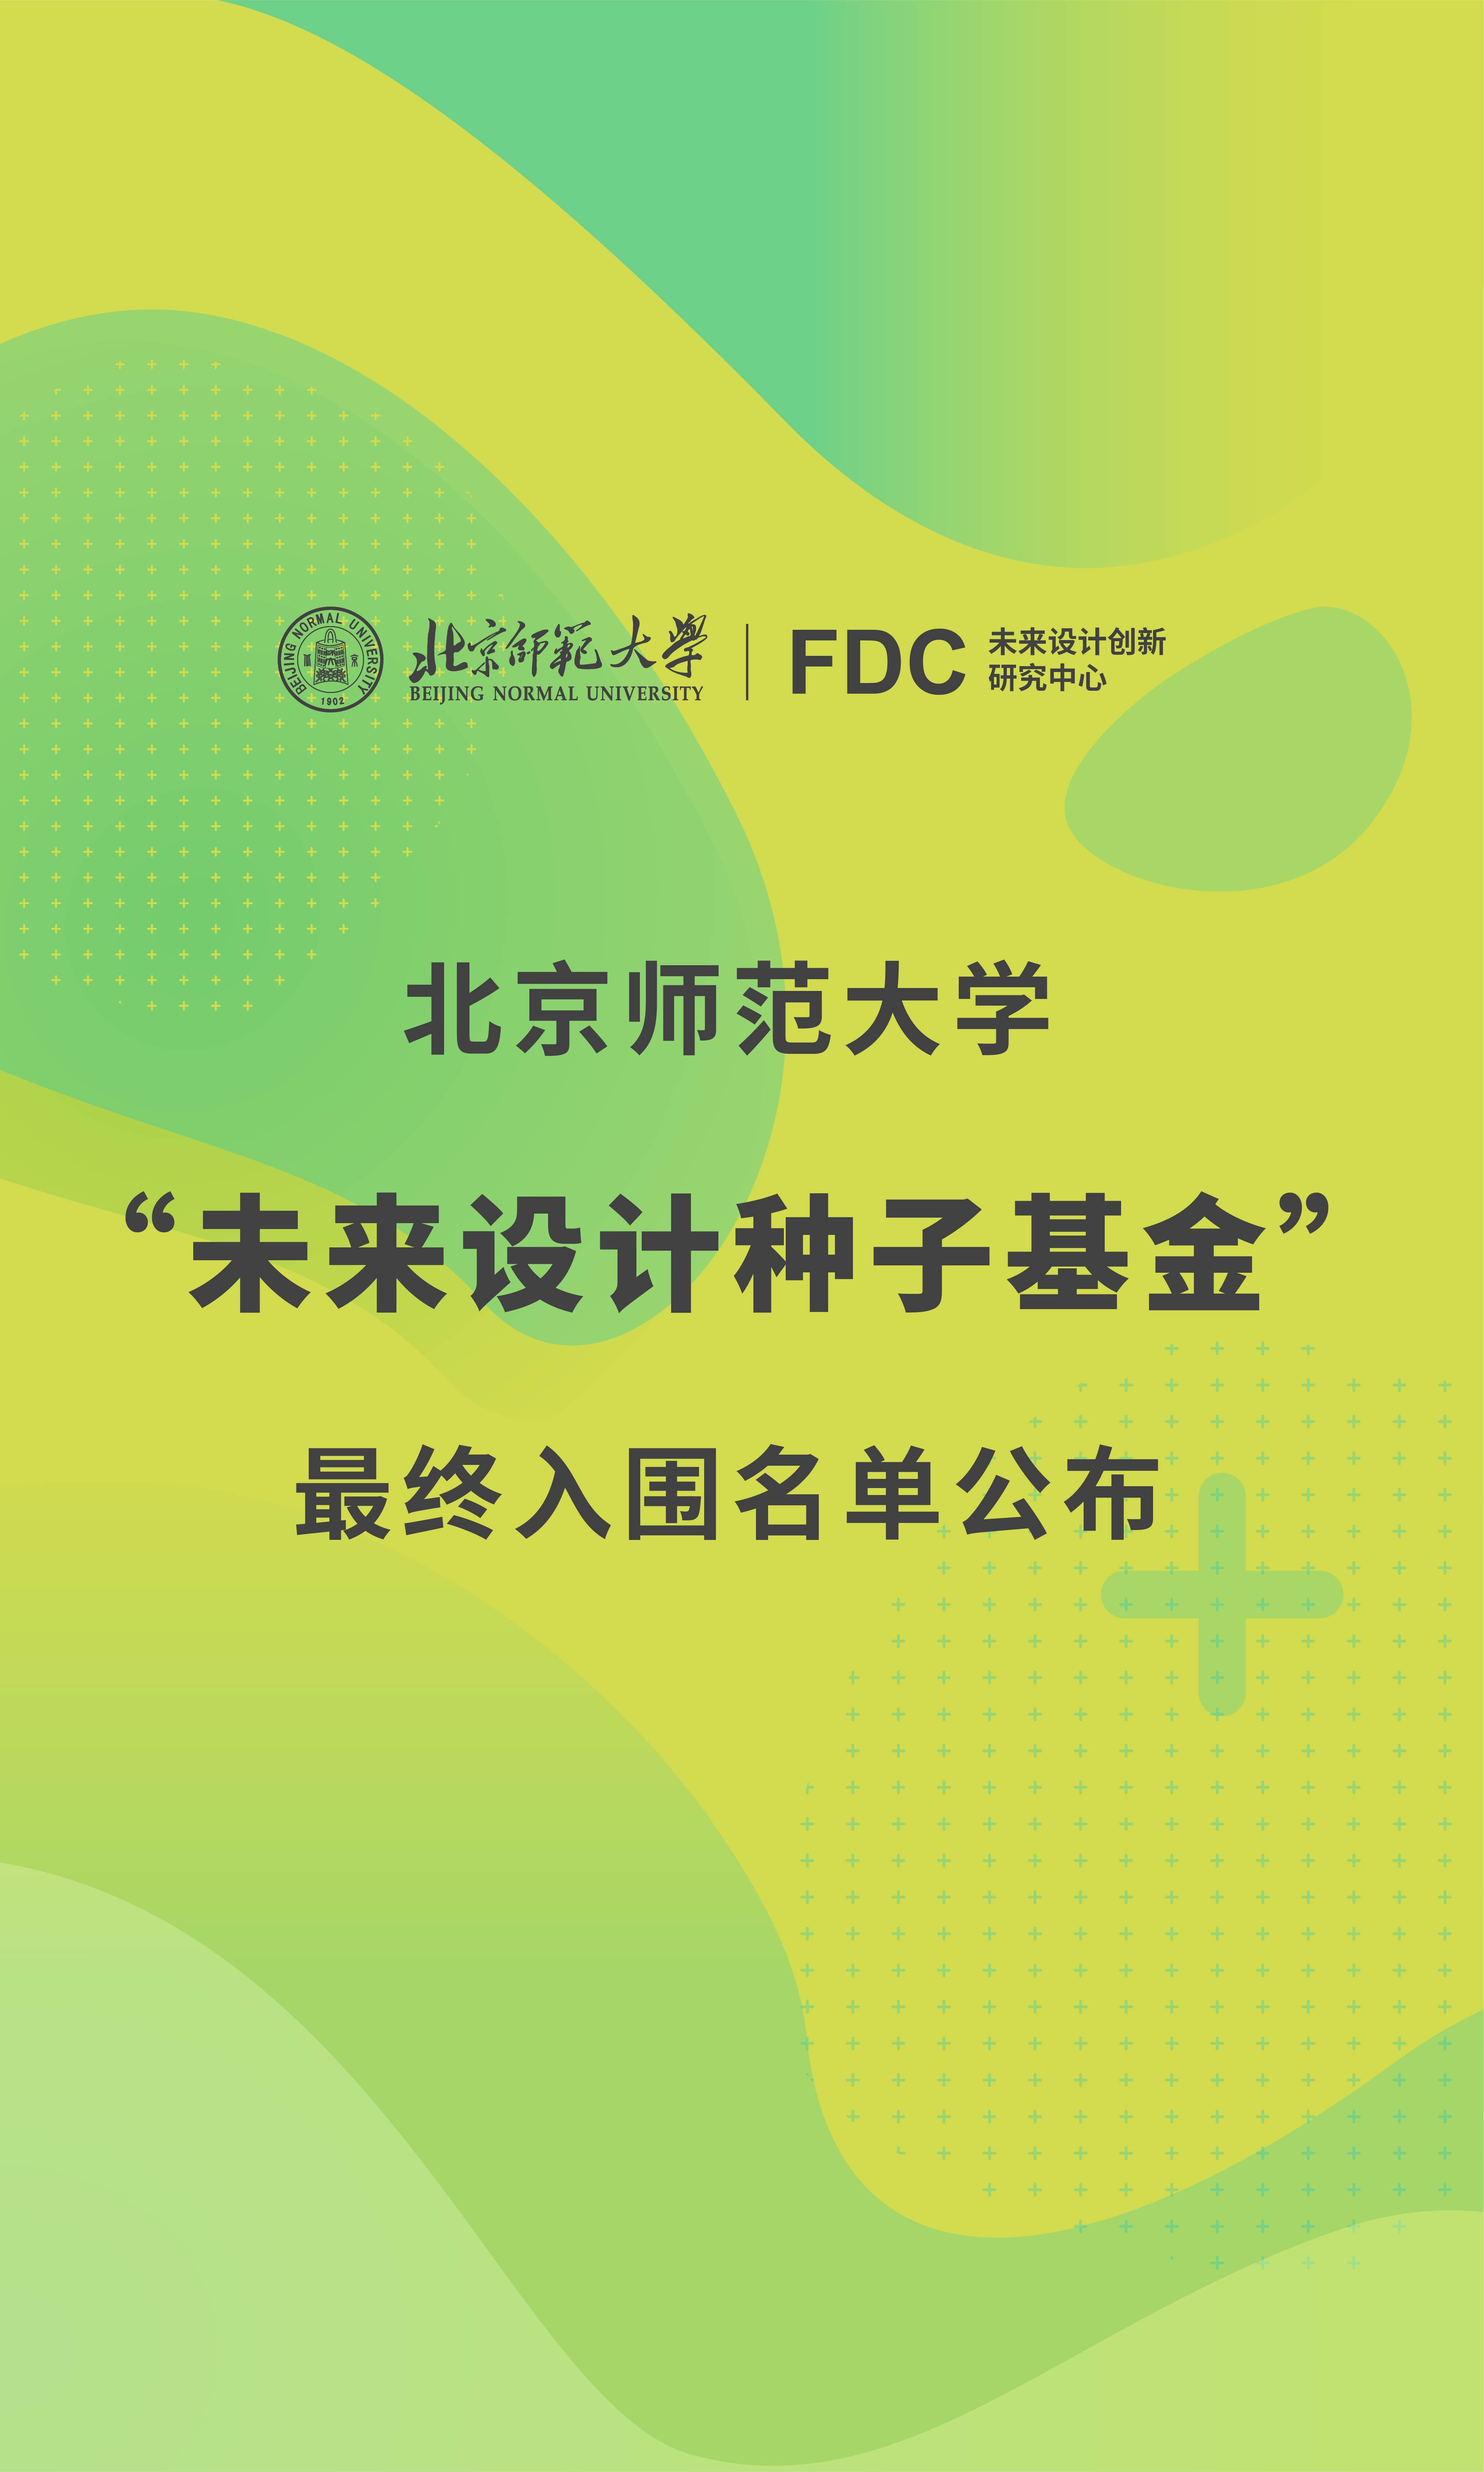 BEIJING NORMAL UNIVERSITY
1902
北京師範大學
BEIJING NORMAL UNIVERSITY
FDC
未来设计创新
研究中心
北京师范大学
“未来设计种子基金”
最终入围名单公布